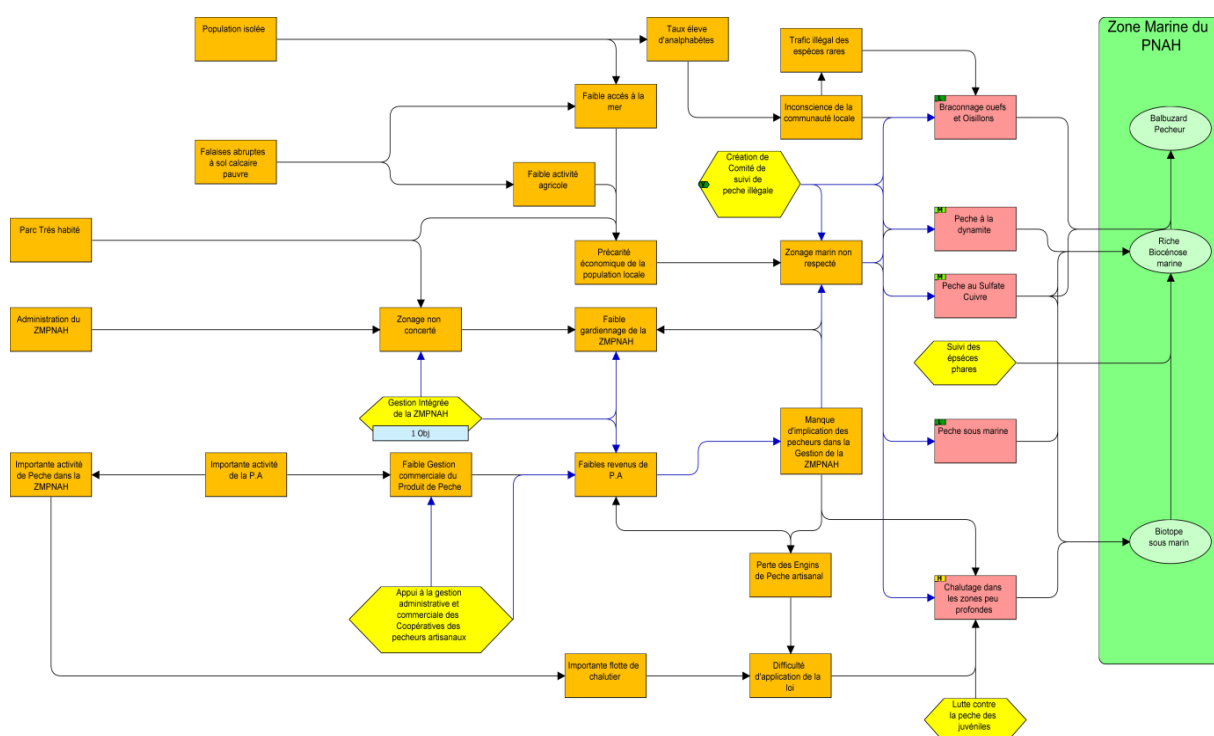 Zone Marine du
PNAH
Population isolée
Taux éleve
d'analphabètes
Trafic illégal des
espèces rares
Faible accés à la
mer
Inconscience de la
communauté locale
L
Braconnage ouefs
et Oisillons
Balbuzard
Pecheur
Falaises abruptes
à sol calcaire
pauvre
Faible activité
agricole
Création de
Comité de
suivi de
peche illégale
Parc Trés habité
Précarité
économique de la
population locale
Zonage marin non
respecté
M
Peche à la
dynamite
Riche
Biocénose
marine
M
Peche au Sulfate
Cuivre
Administration du
ZMPNAH
Zonage non
concerté
Faible
gardiennage de la
ZMPNAH
Suivi des
épséces
phares
Gestion Intégrée
de la ZMPNAH
1 Obj
Manque
d'implication des
pecheurs dans la
Gestion de la
ZMPNAH
L
Peche sous marine
Importante activité
de Peche dans la
ZMPNAH
Importante activité
de la P.A
Faible Gestion
commerciale du
Produit de Peche
Faibles revenus de
P.A
Biotope
sous marin
Perte des Engins
de Peche artisanal
M
Chalutage dans
les zones peu
profondes
Appui à la gestion
administrative et
commerciale des
Coopératives des
pecheurs artisanaux
Importante flotte de
chalutier
Difficulté
d'application de la
loi
Lutte contre
la peche des
juvéniles